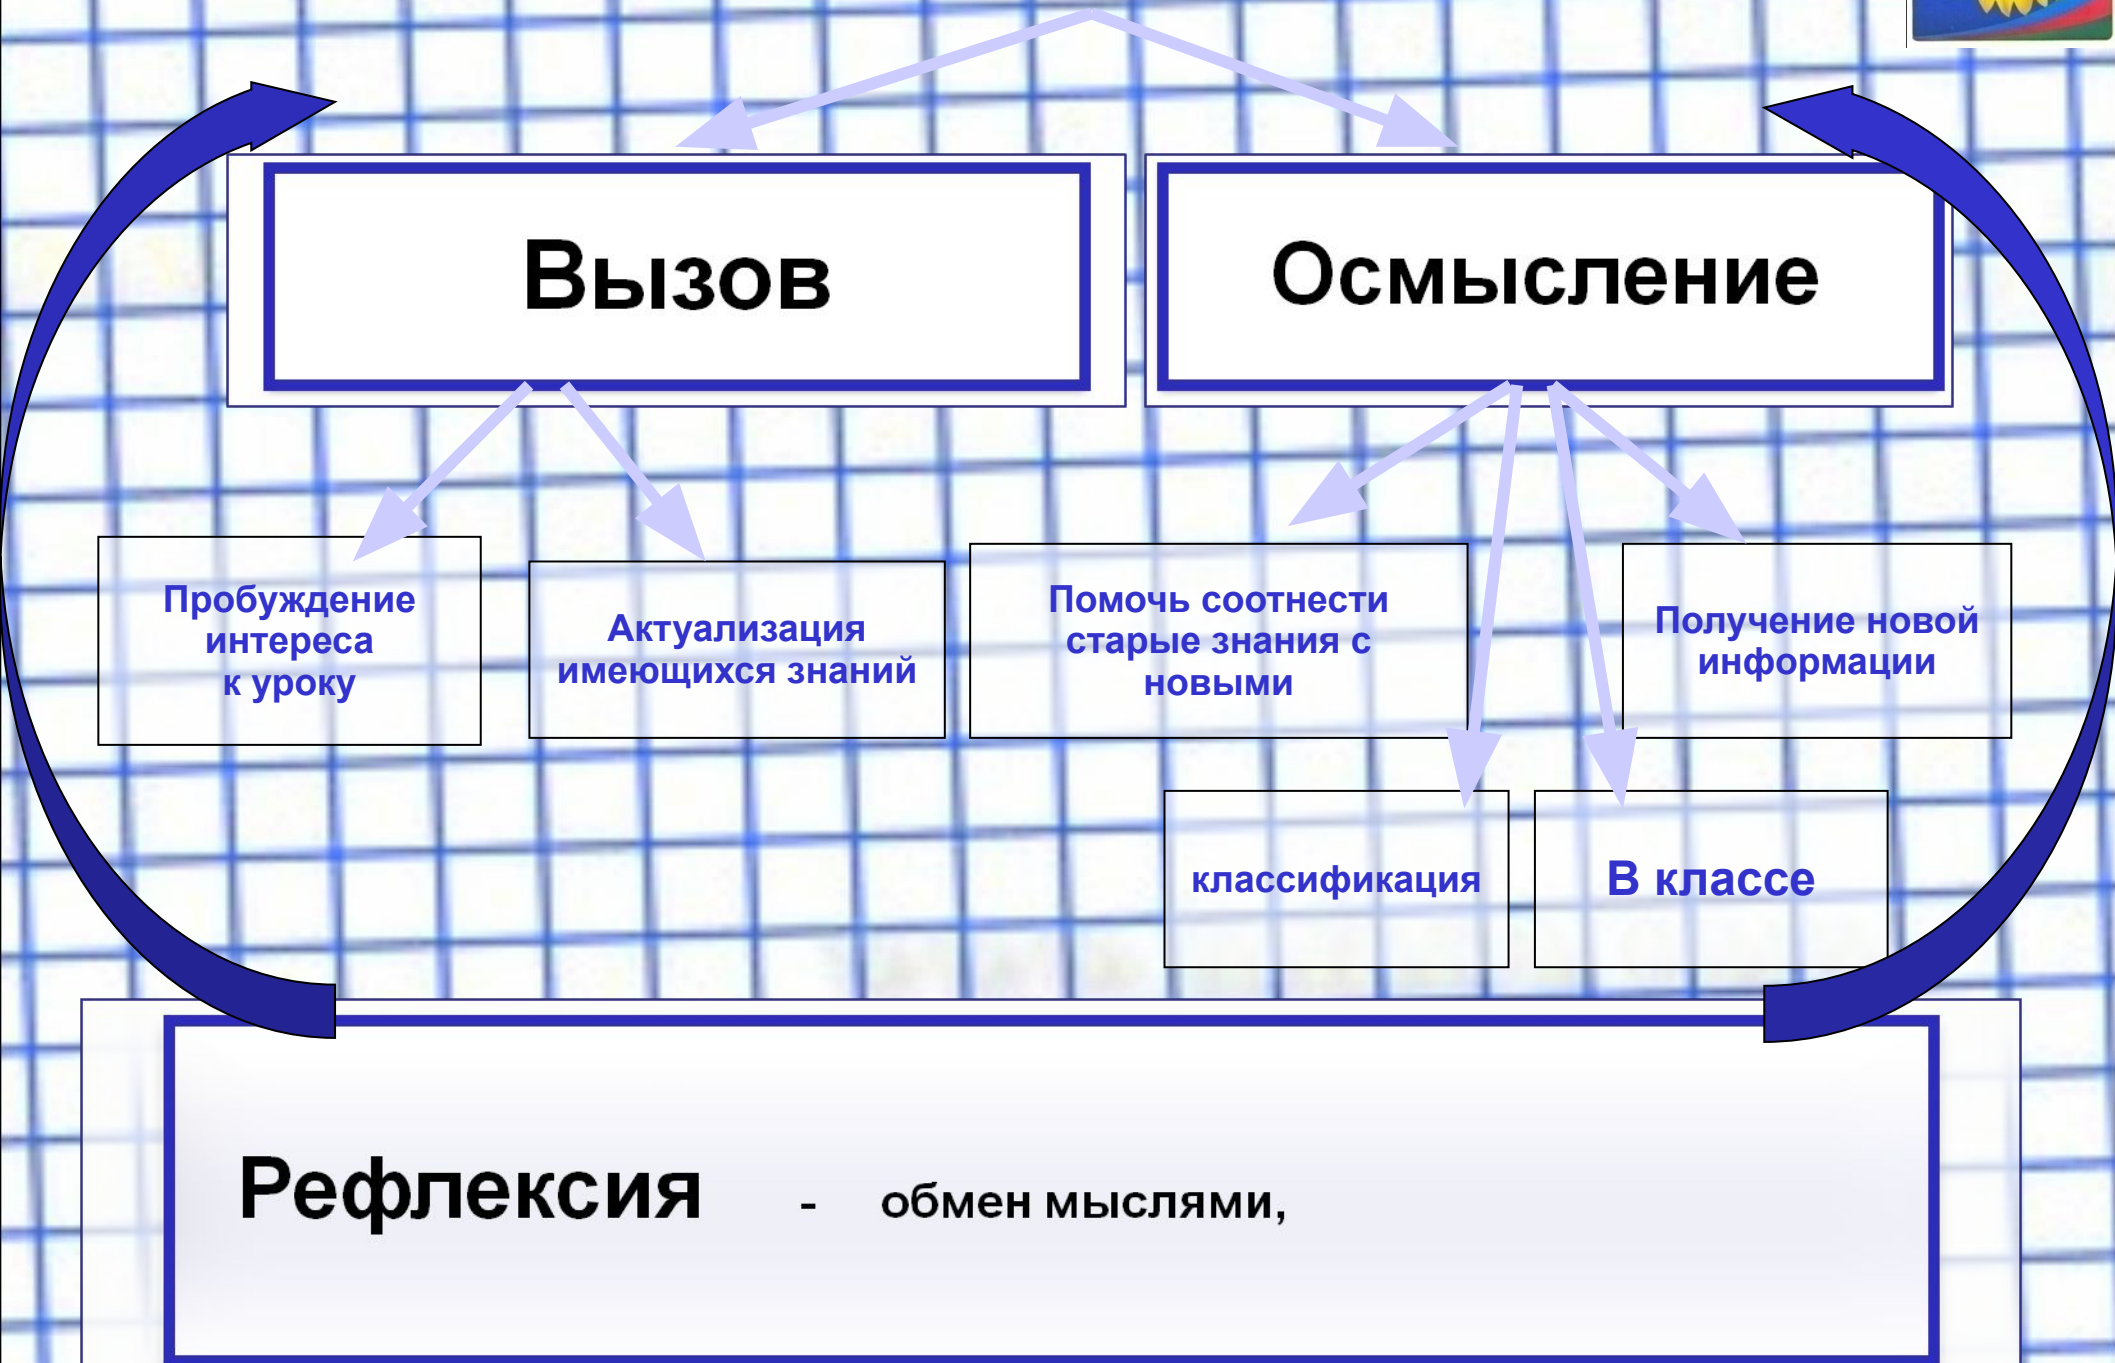 Вызов
Осмысление
Пробуждение
интереса
к уроку
Актуализация
имеющихся знаний
Помочь соотнести
старые знания с
новыми
Получение новой
информации
классификация
В классе
Рефлексия - обмен мыслями,